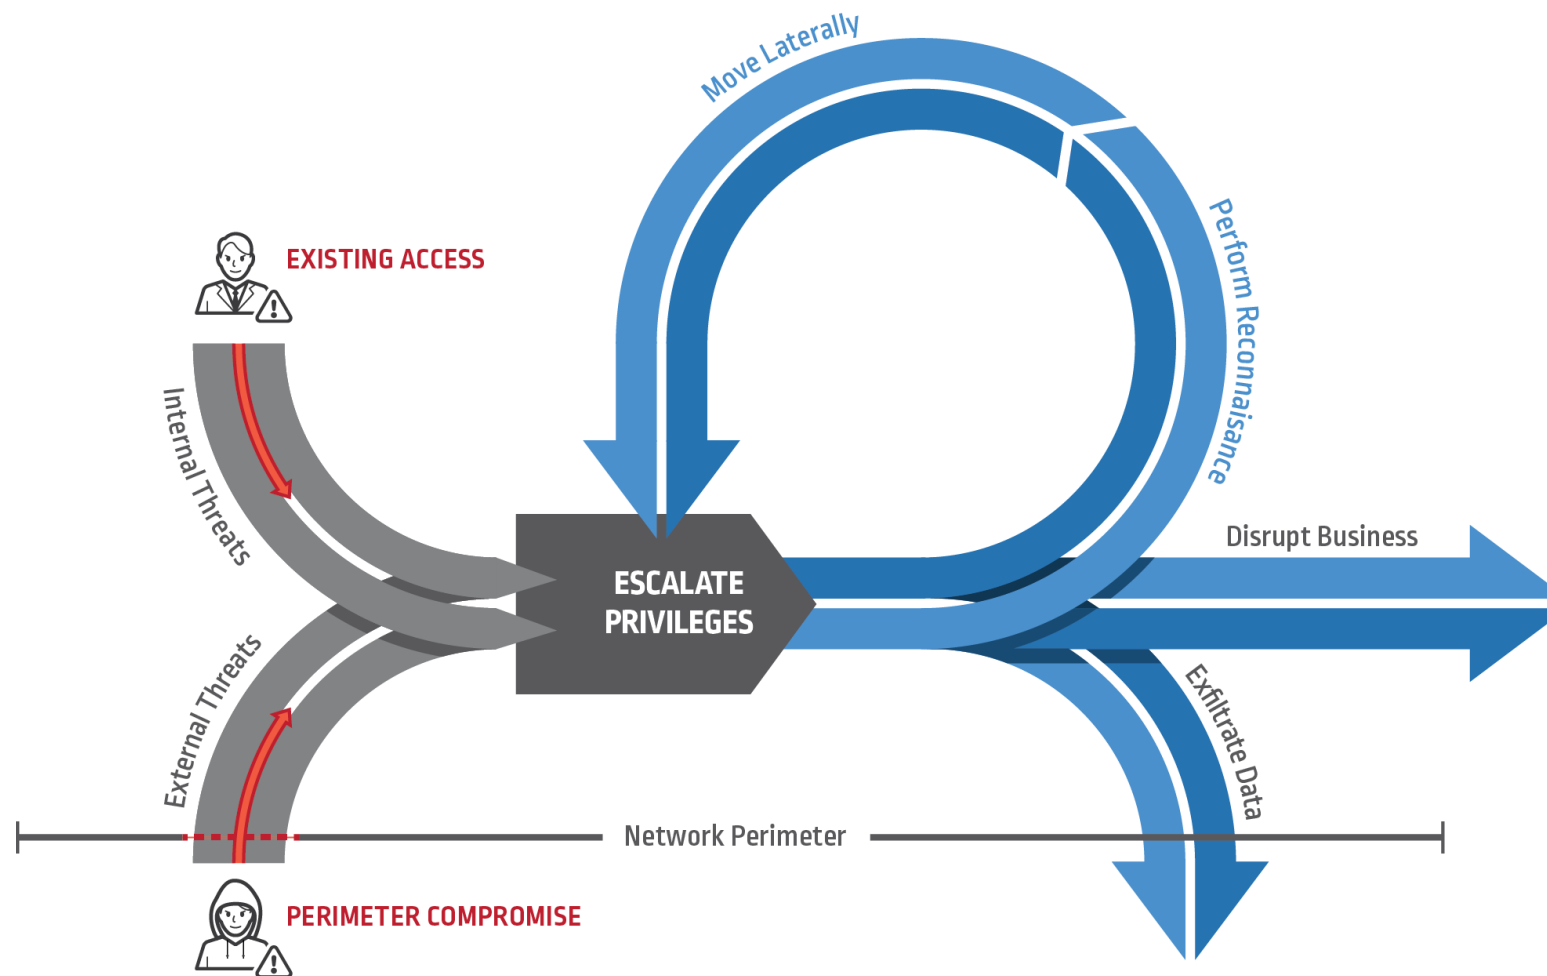 Move Laterally
Perform Reconnaisance
EXISTING ACCESS
Internal Threats
ESCALATE
PRIVILEGES
Disrupt Business
External Threats
Exfiltrate Data
Network Perimeter
PERIMETER COMPROMISE